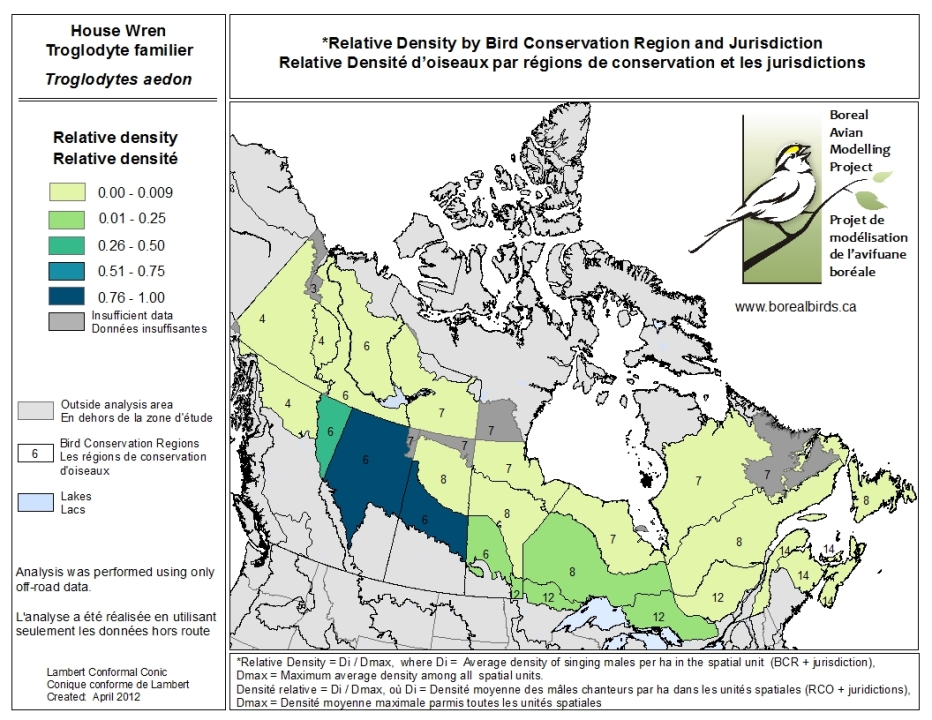 House Wren
Troglodyte familier
Troglodytes aedon
*Relative Density by Bird Conservation Region and Jurisdiction
Relative Densité d'oiseaux par régions de conservation et les jurisdictions
Relative density
Relative densité
0.00 - 0.009
0.01 - 0.25
0.26 - 0.50
0.51 - 0.75
0.76 - 1.00
Insufficient data
Données insuffisantes
Outside analysis area
En dehors de la zone d'étude
6
Bird Conservation Regions
Les régions de conservation
d'oiseaux
Lakes
Lacs
Analysis was performed using only
off-road data.
L'analyse a été réalisée en utilisant
seulement les données hors route
Lambert Conformal Conic
Conique conforme de Lambert
Created: April 2012
Boreal
Avian
Modelling
Project
Projet de
modélisation
de l'avifuane
boréale
www.borealbirds.ca
3
4
4
6
4
6
7
7
6
6
7
7
7
7
7
8
8
6
8
6
7
8
8
14
14
14
12
12
12
12
*Relative Density = Di / Dmax, where Di = Average density of singing males per ha in the spatial unit (BCR + jurisdiction),
Dmax = Maximum average density among all spatial units.
Densité relative = Di / Dmax, où Di = Densité moyenne des mâles chanteurs par ha dans les unités spatiales (RCO + juridictions),
Dmax = Densité moyenne maximale parmis toutes les unités spatiales